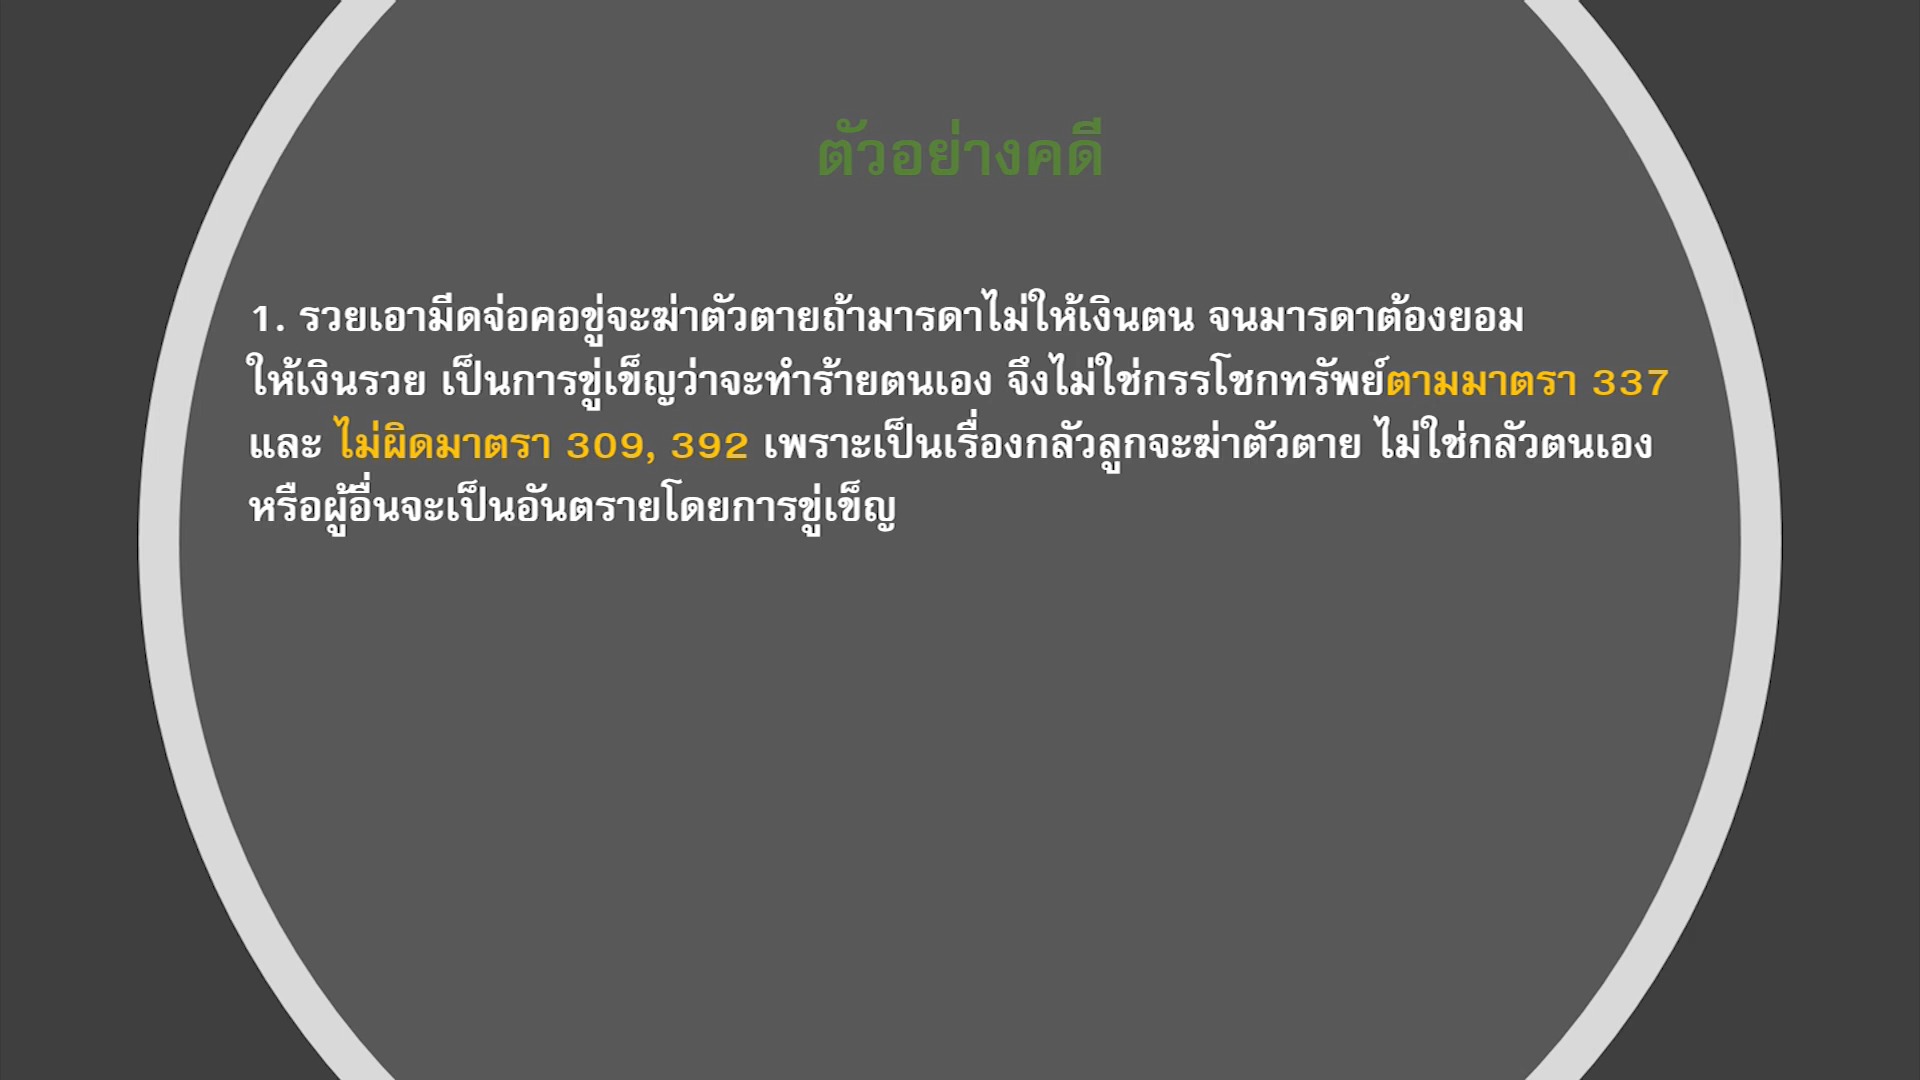 ตัวอย่างคดี
1. รวยเอามีดจ่อคอขู่จะฆ่าตัวตายถ้ามารดาไม่ให้เงินตน จนมารดาต้องยอม
ให้เงินรวย เป็นการขู่เข็ญว่าจะทำร้ายตนเอง จึงไม่ใช่กรรโชกทรัพย์ตามมาตรา 337
และ ไม่ผิดมาตรา 309, 392 เพราะเป็นเรื่องกลัวลูกจะฆ่าตัวตาย ไม่ใช่กลัวตนเอง
หรือผู้อื่นจะเป็นอันตรายโดยการขู่เข็ญ